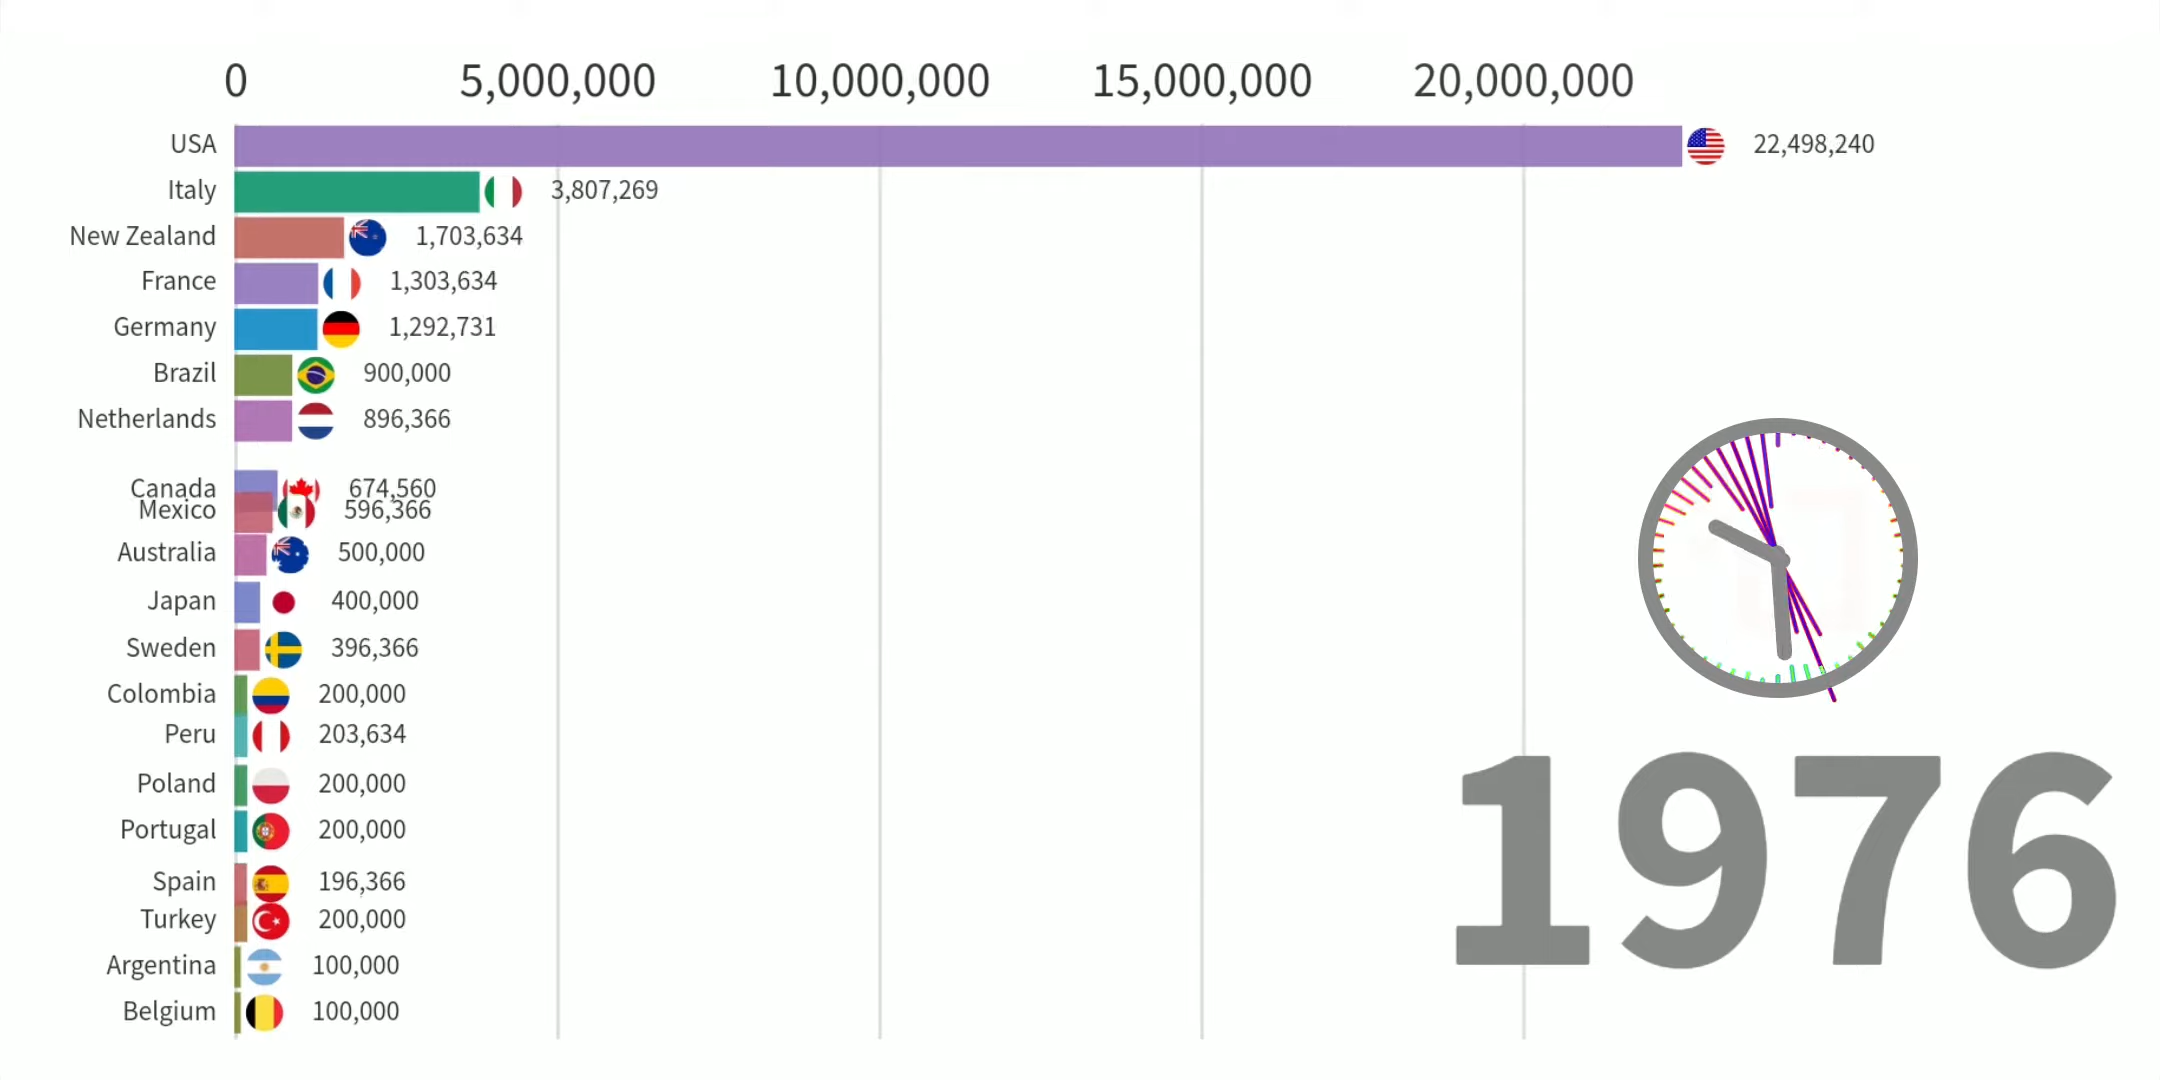 0 5,000,000 10,000,000 15,000,000 20,000,000
USA 22,498,240
Italy 3,807,269
New Zealand 1,703,634
France 1,303,634
Germany 1,292,731
Brazil 900,000
Netherlands 896,366
Canada 674,560
Mexico 596,366
Australia 500,000
Japan 400,000
Sweden 396,366
Colombia 200,000
Peru 203,634
Poland 200,000
Portugal 200,000
Spain 196,366
Turkey 200,000
Argentina 100,000
Belgium 100,000
1976